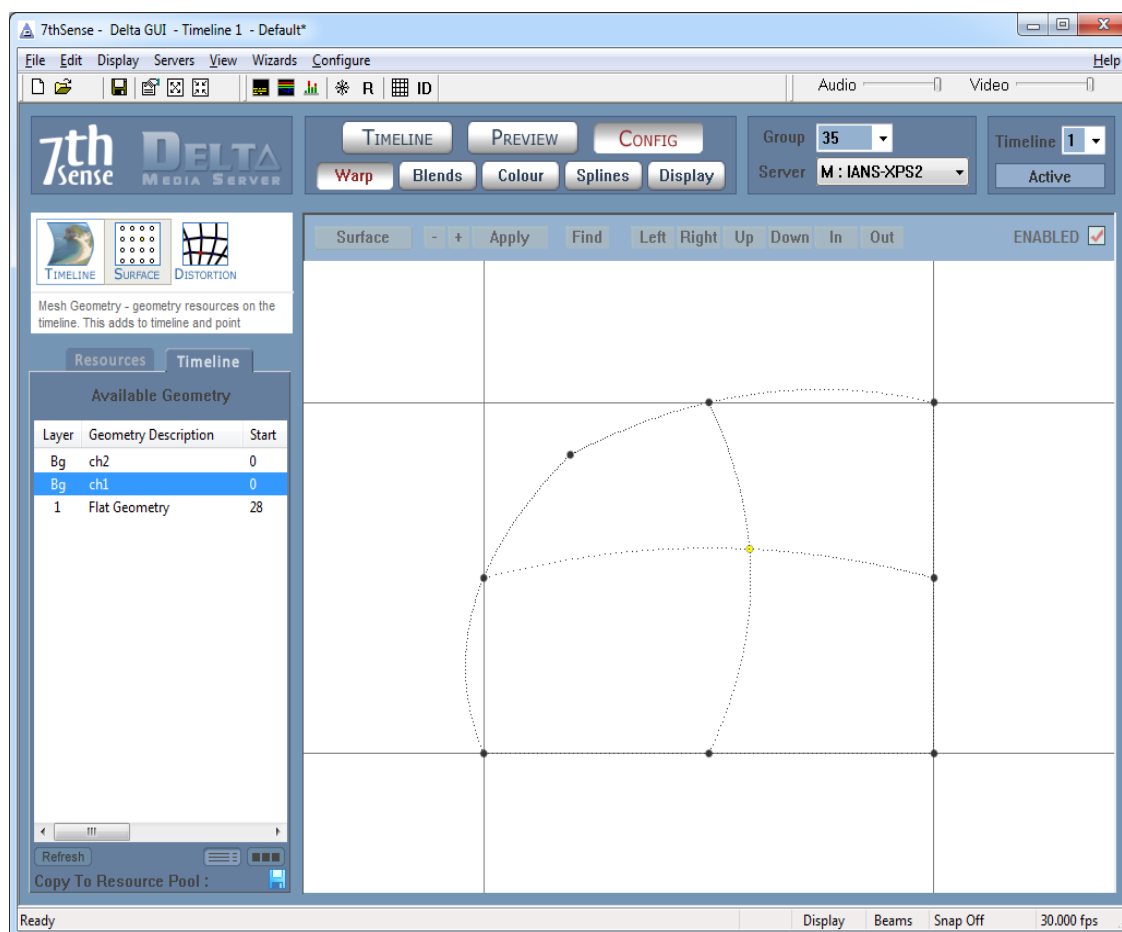 7thSense - Delta GUI - Timeline 1 - Default*
File Edit Display Servers View Wizards Configure Help
R ID Audio Video
7th Sense DELTA MEDIA SERVER
TIMELINE PREVIEW CONFIG
Warp Blends Colour Splines Display
Group 35
Server M : IANS-XPS2
Timeline 1
Active
TIMELINE SURFACE DISTORTION
Surface - + Apply Find Left Right Up Down In Out ENABLED
Mesh Geometry - geometry resources on the
timeline. This adds to timeline and point
Resources Timeline
Available Geometry
Layer Geometry Description Start
Bg ch2 0
Bg ch1 0
1 Flat Geometry 28
Refresh
Copy To Resource Pool :
Ready Display Beams Snap Off 30.000 fps